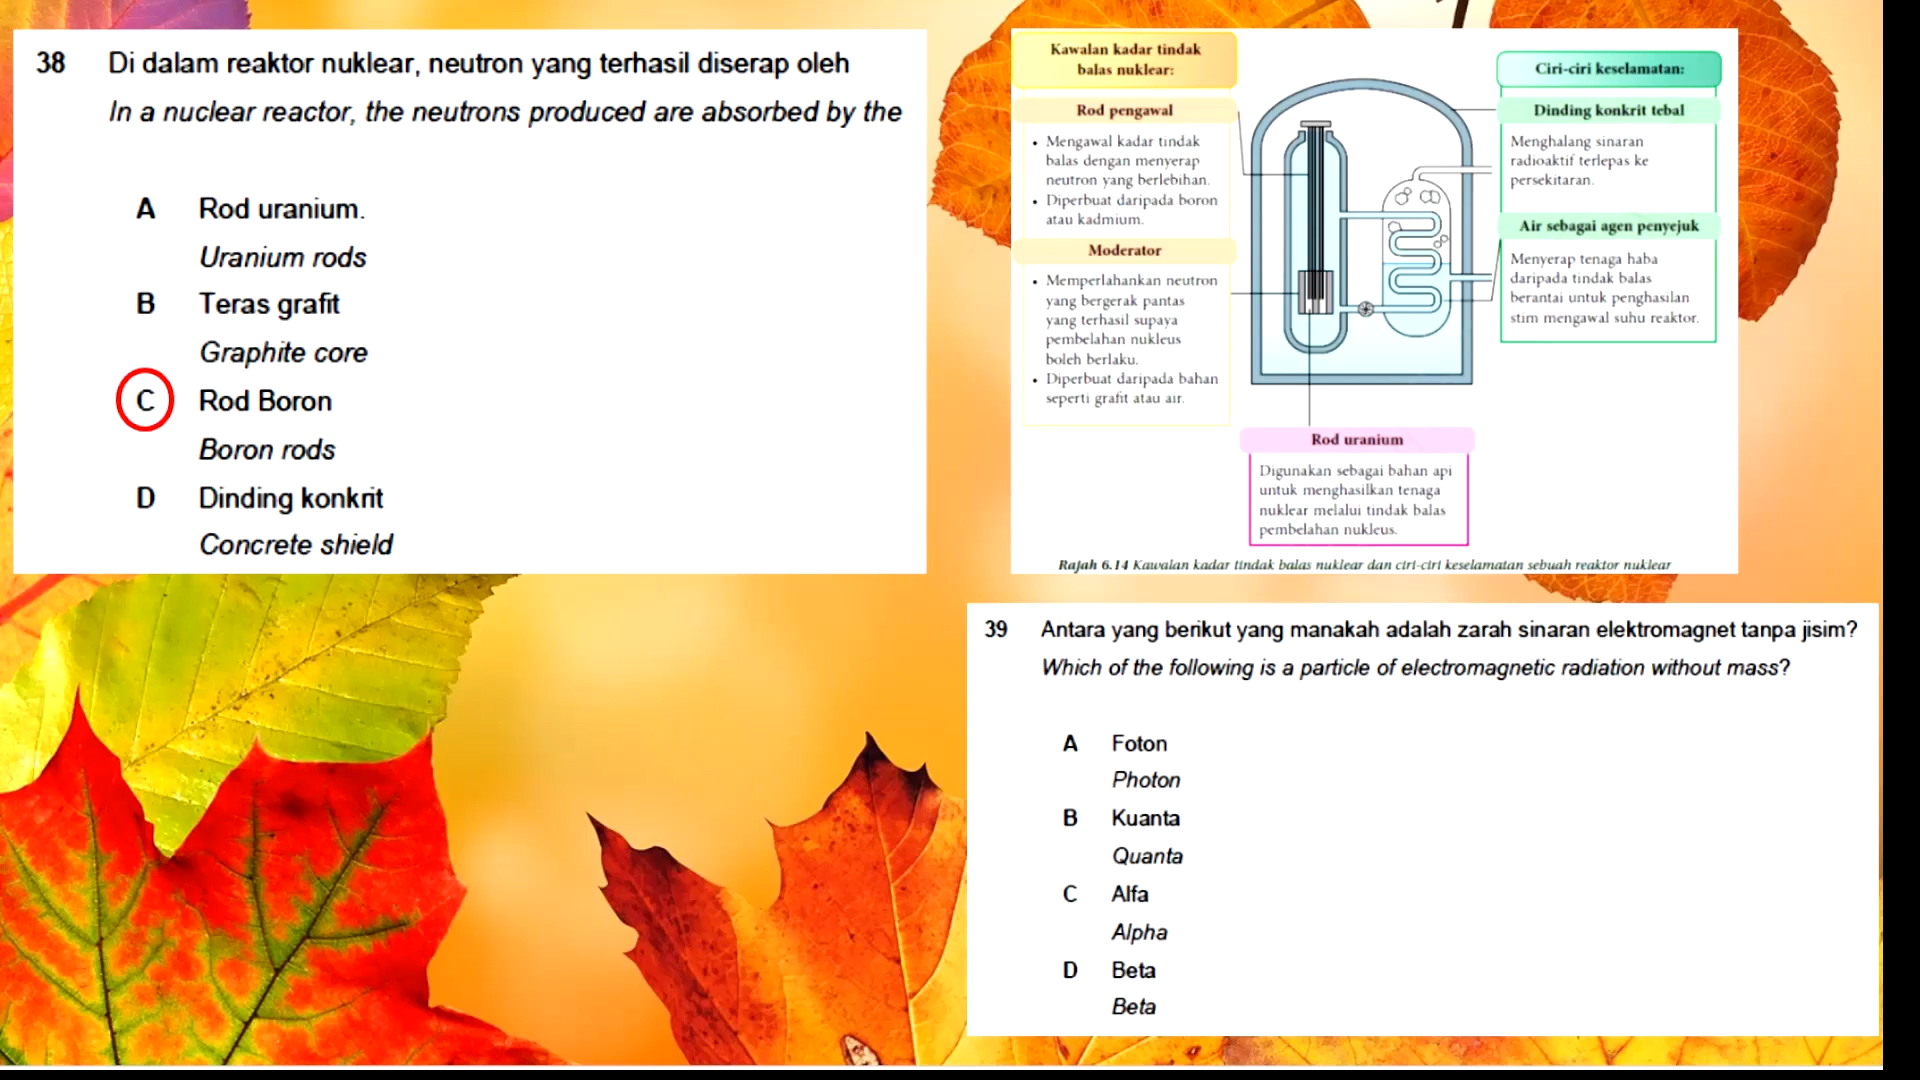 38 Di dalam reaktor nuklear, neutron yang terhasil diserap oleh
In a nuclear reactor, the neutrons produced are absorbed by the
A Rod uranium.
Uranium rods
B Teras grafit
Graphite core
C Rod Boron
Boron rods
D Dinding konkrit
Concrete shield
Kawalan kadar tindak
balas nuklear:
Rod pengawal
• Mengawal kadar tindak
balas dengan menyerap
neutron yang berlebihan.
• Diperbuat daripada boron
atau kadmium.
Moderator
• Memperlahankan neutron
yang bergerak pantas
yang terhasil supaya
pembelahan nukleus
boleh berlaku.
• Diperbuat daripada bahan
seperti grafit atau air.
Ciri-ciri keselamatan:
Dinding konkrit tebal
Menghalang sinaran
radioaktif terlepas ke
persekitaran.
Air sebagai agen penyejuk
Menyerap tenaga haba
daripada tindak balas
berantai untuk penghasilan
stim mengawal suhu reaktor.
Rod uranium
Digunakan sebagai bahan api
untuk menghasilkan tenaga
nuklear melalui tindak balas
pembelahan nukleus.
Rajah 6.14 Kawalan kadar tindak balas nuklear dan ciri-ciri keselamatan sebuah reaktor nuklear
39 Antara yang berikut yang manakah adalah zarah sinaran elektromagnet tanpa jisim?
Which of the following is a particle of electromagnetic radiation without mass?
A Foton
Photon
B Kuanta
Quanta
C Alfa
Alpha
D Beta
Beta